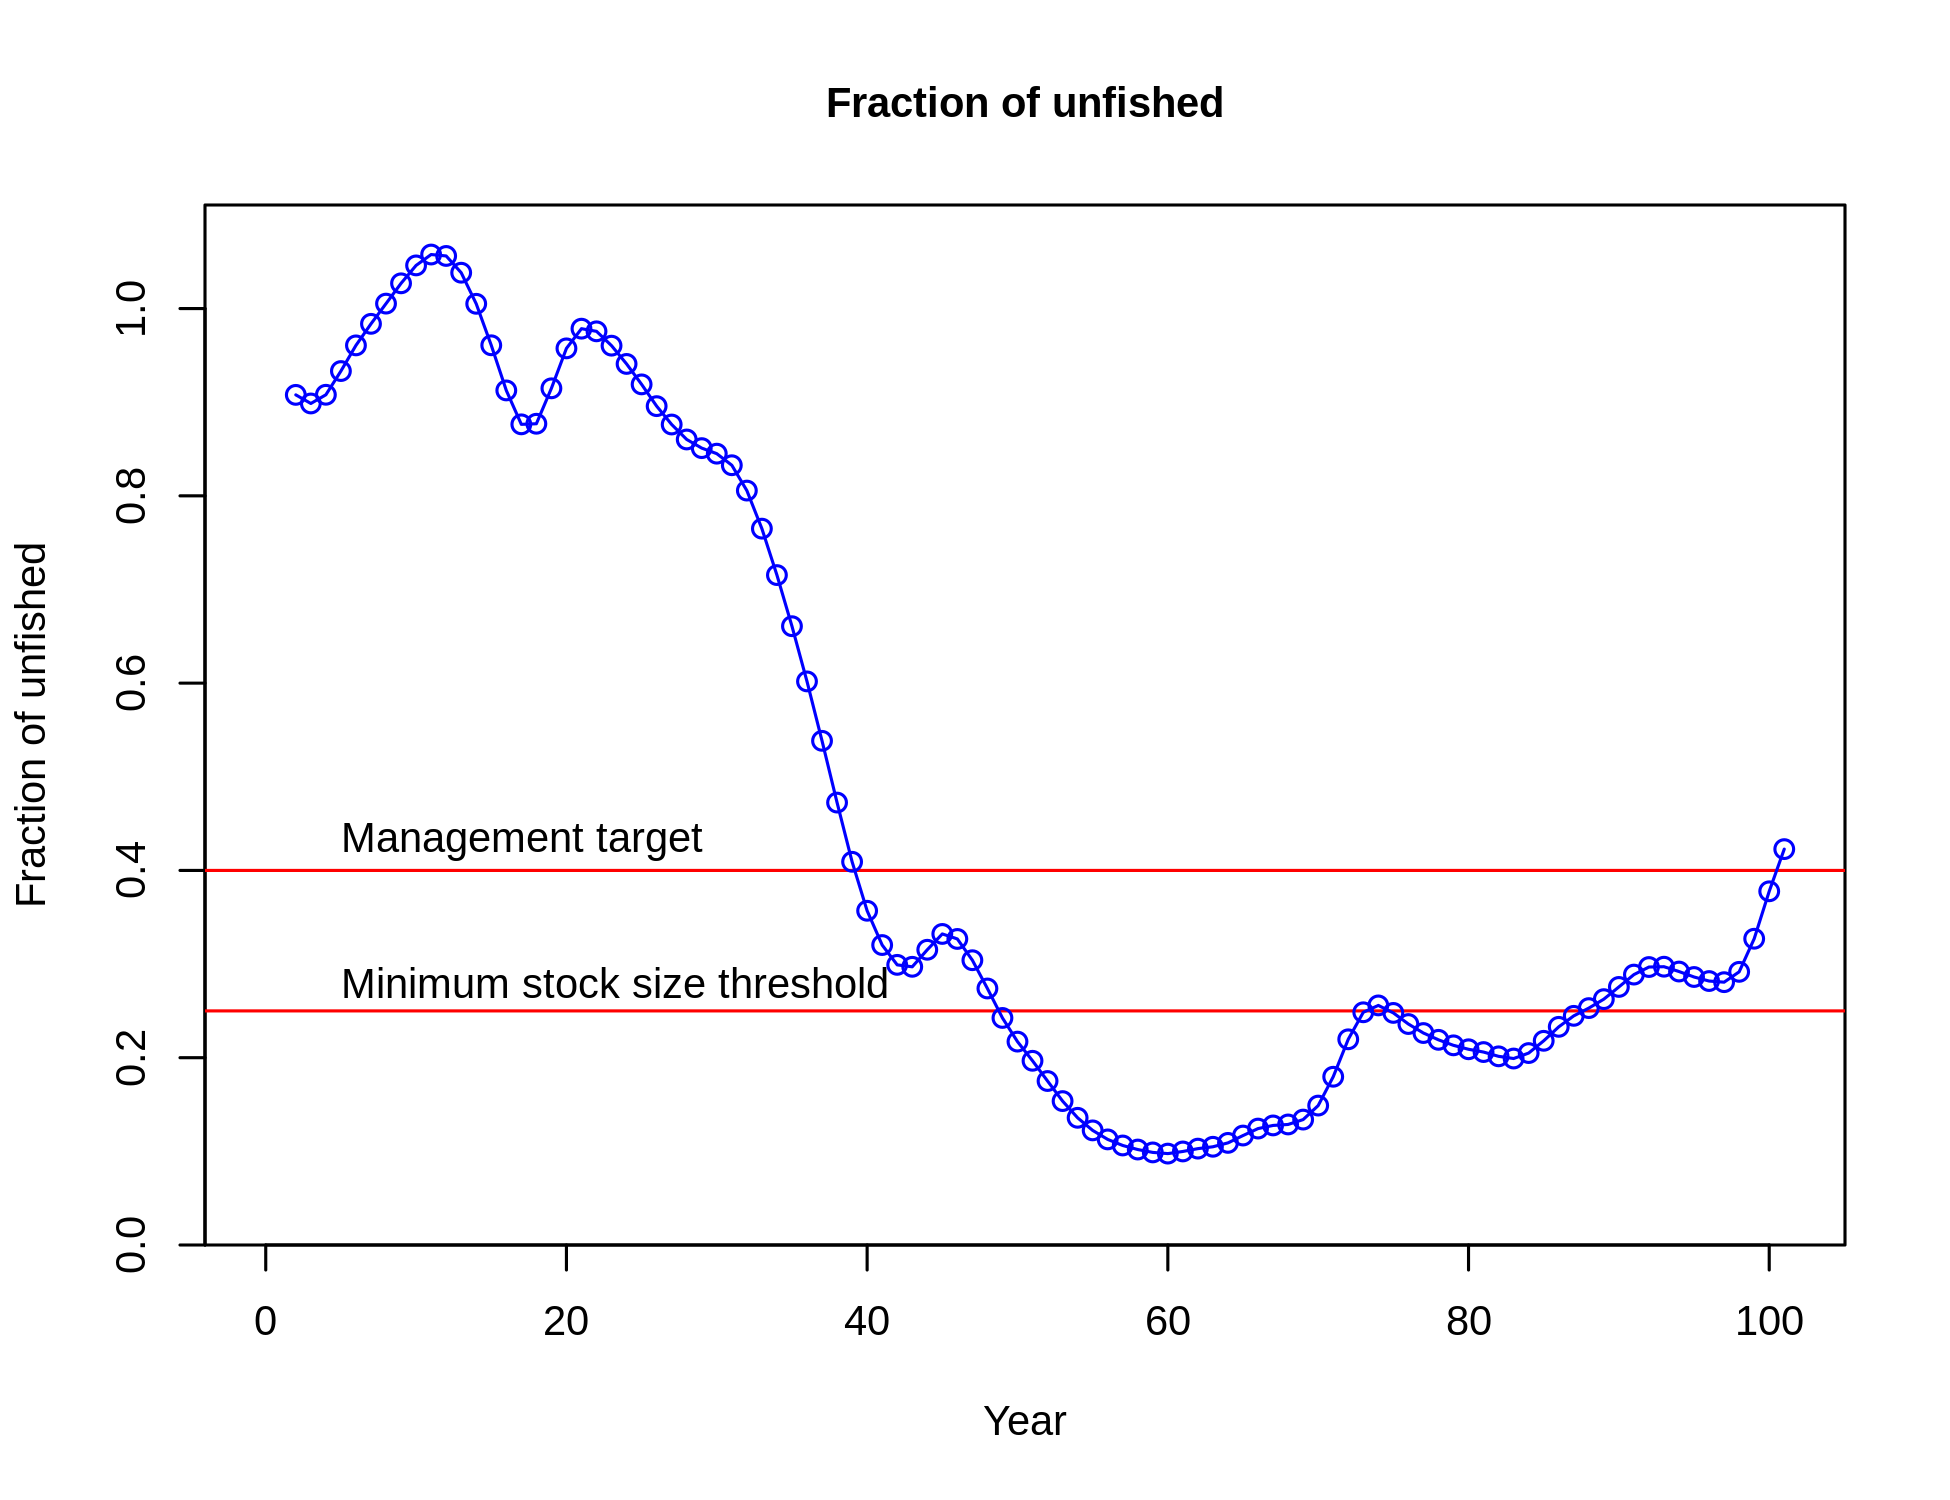 Fraction of unfished
Fraction of unfished
1.0
0.8
0.6
0.4
0.2
0.0
Management target
Minimum stock size threshold
0 20 40 60 80 100
Year